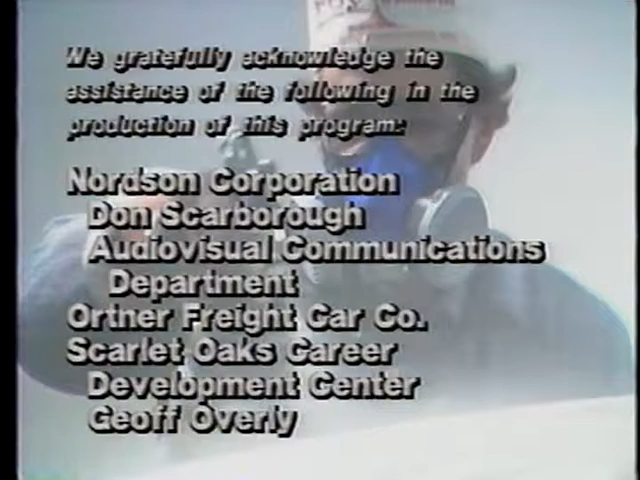 We gratefully acknowledge the
assistance of the following in the
production of this program:
Nordson Corporation
Don Scarborough
Audiovisual Communications
Department
Ortner Freight Car Co.
Scarlet Oaks Career
Development Center
Geoff Overly